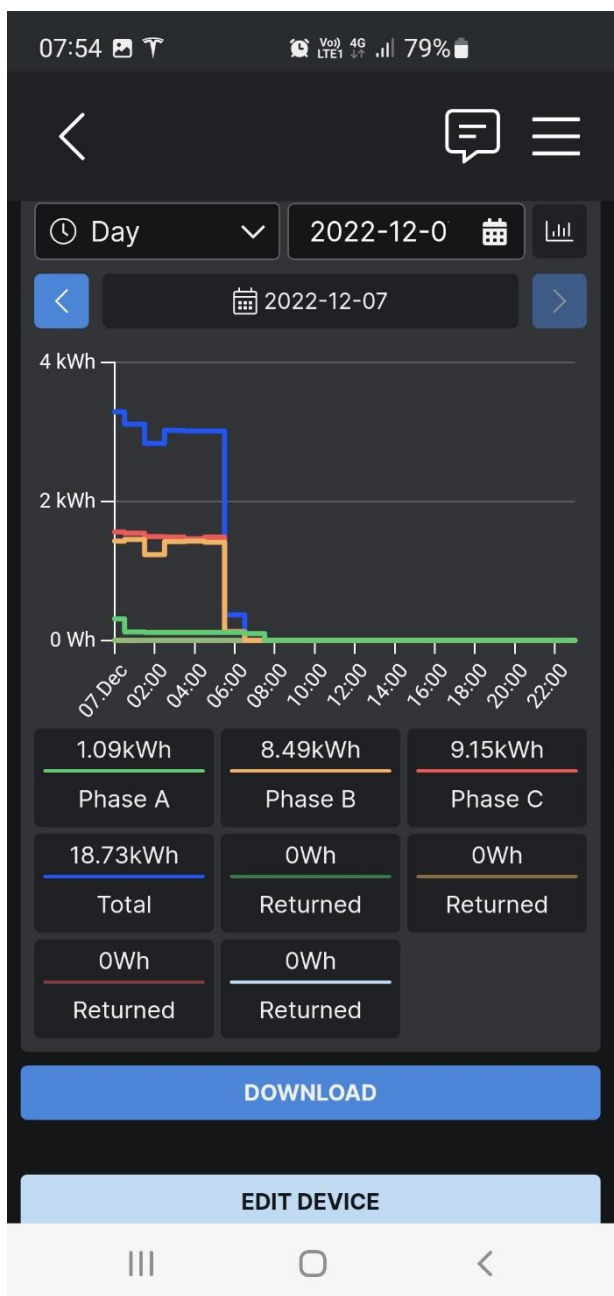 07:54 Vo)) LTE1 4G 79%
Day 2022-12-0
2022-12-07
4 kWh
2 kWh
0 Wh
07.Dec 02:00 04:00 06:00 08:00 10:00 12:00 14:00 16:00 18:00 20:00 22:00
1.09kWh 8.49kWh 9.15kWh
Phase A Phase B Phase C
18.73kWh 0Wh 0Wh
Total Returned Returned
0Wh 0Wh
Returned Returned
DOWNLOAD
EDIT DEVICE